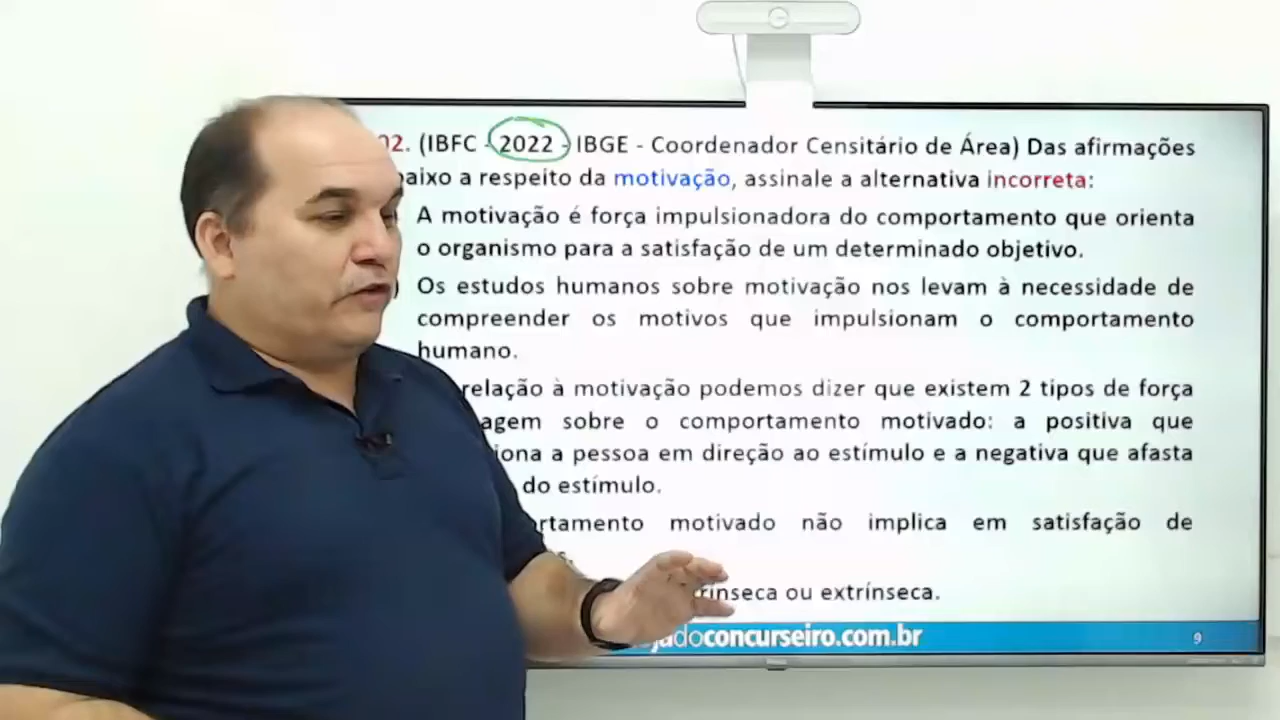 02. (IBFC - 2022 - IBGE - Coordenador Censitário de Área) Das afirmações
baixo a respeito da motivação, assinale a alternativa incorreta:
A motivação é força impulsionadora do comportamento que orienta
o organismo para a satisfação de um determinado objetivo.
Os estudos humanos sobre motivação nos levam à necessidade de
compreender os motivos que impulsionam o comportamento
humano.
relação à motivação podemos dizer que existem 2 tipos de força
agem sobre o comportamento motivado: a positiva que
iona a pessoa em direção ao estímulo e a negativa que afasta
do estímulo.
rtamento motivado não implica em satisfação de
rínseca ou extrínseca.
jadoconcurseiro.com.br
9